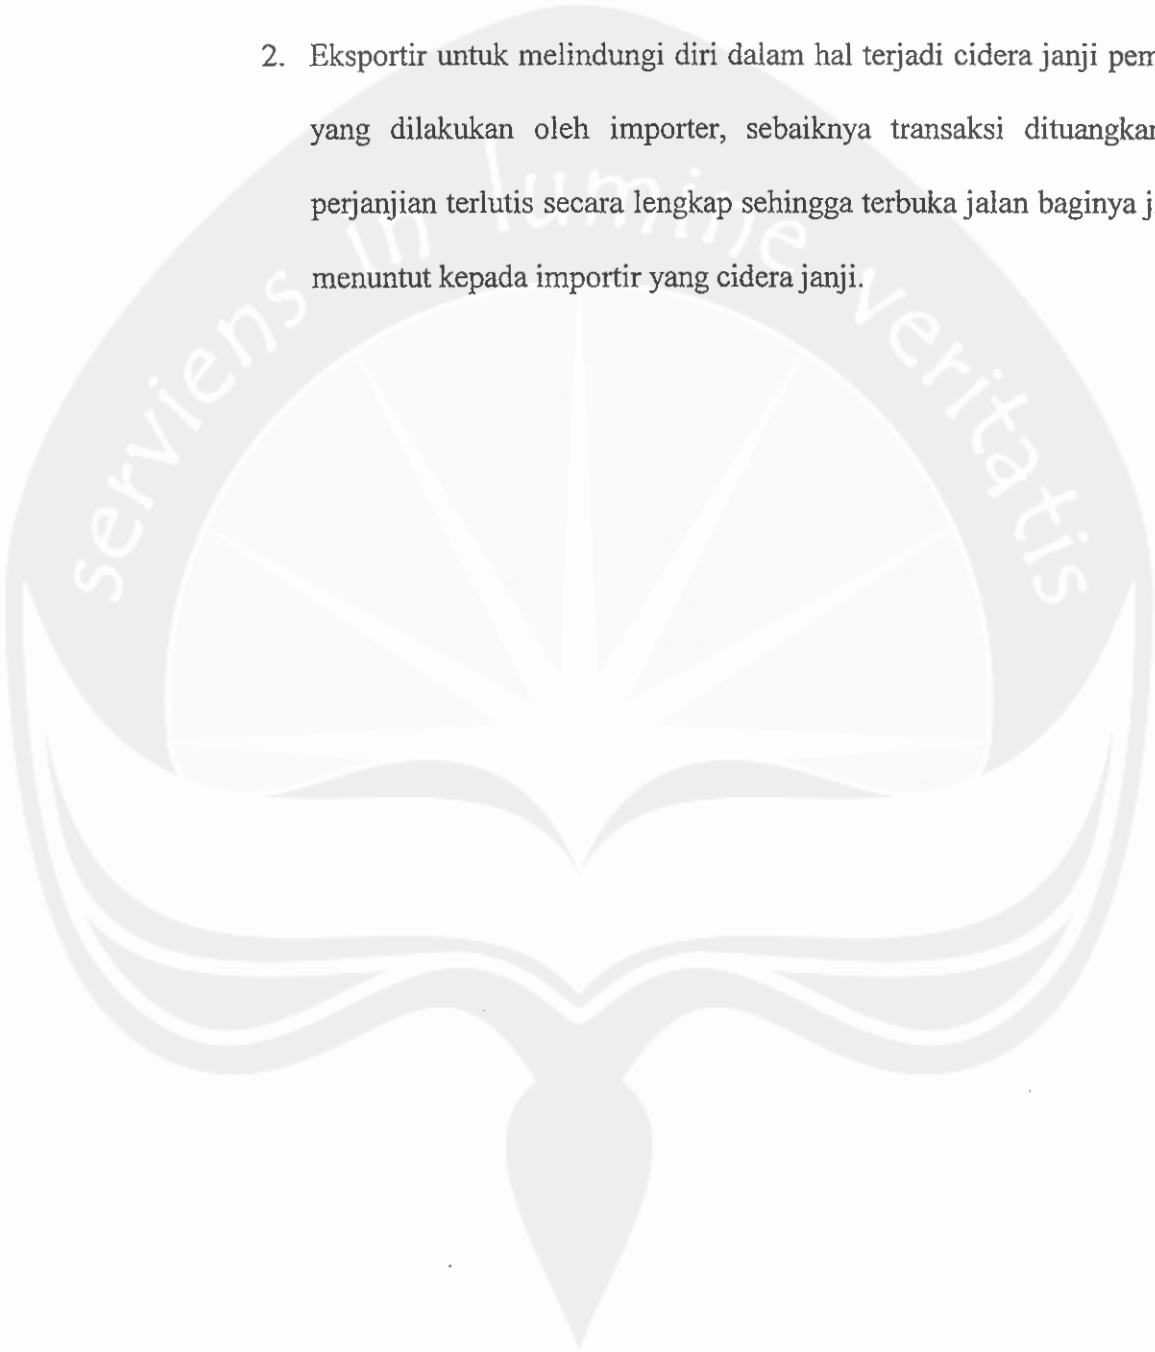 2. Eksportir untuk melindungi diri dalam hal terjadi cidera janji pem
yang dilakukan oleh importer, sebaiknya transaksi dituangkan
perjanjian terlutis secara lengkap sehingga terbuka jalan baginya j
menuntut kepada importir yang cidera janji.
serviens in lumine veritatis